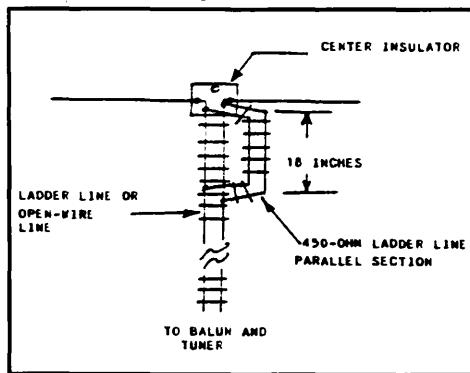 CENTER INSULATOR
18 INCHES
LADDER LINE OR
OPEN-WIRE
LINE
450-OHM LADDER LINE
PARALLEL SECTION
TO BALUN AND
TUNER